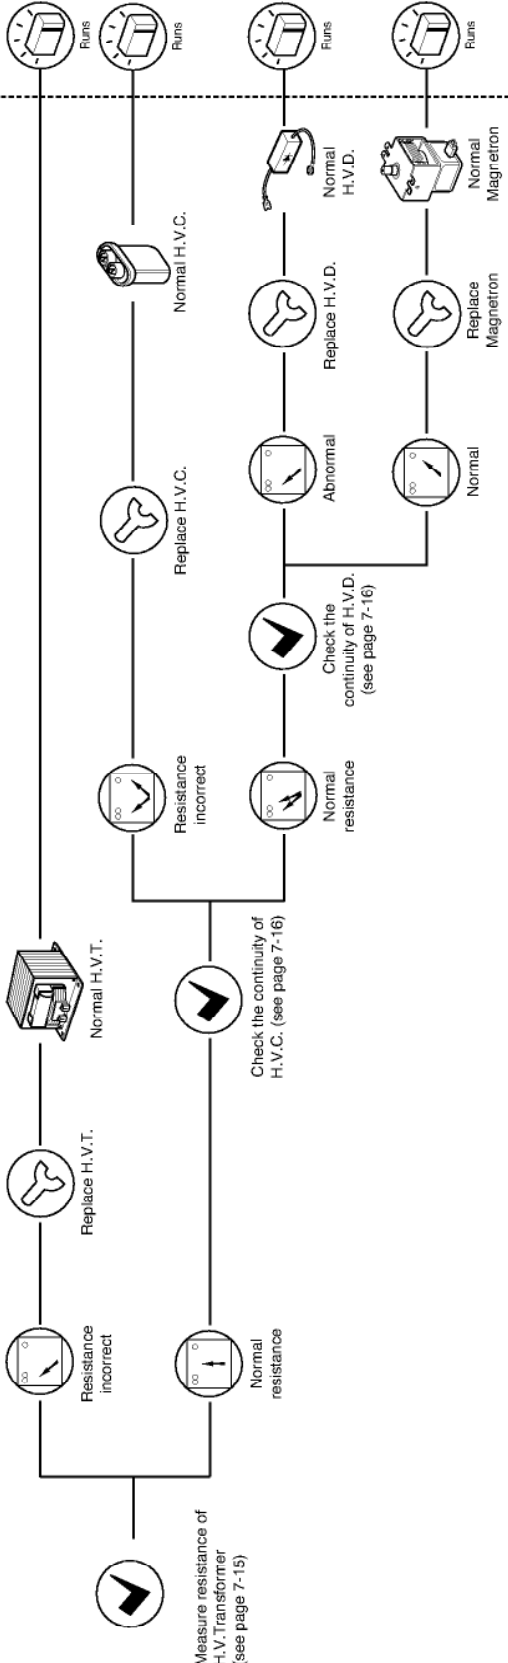 Measure resistance of
H.V.Transformer
(see page 7-15)
Resistance
incorrect
Replace H.V.T.
Normal H.V.T.
Runs
Normal
resistance
Check the continuity of
H.V.C. (see page 7-16)
Resistance
incorrect
Replace H.V.C.
Normal H.V.C.
Runs
Normal
resistance
Check the
continuity of H.V.D.
(see page 7-16)
Abnormal
Replace H.V.D.
Normal
H.V.D.
Runs
Normal
Replace
Magnetron
Normal
Magnetron
Runs